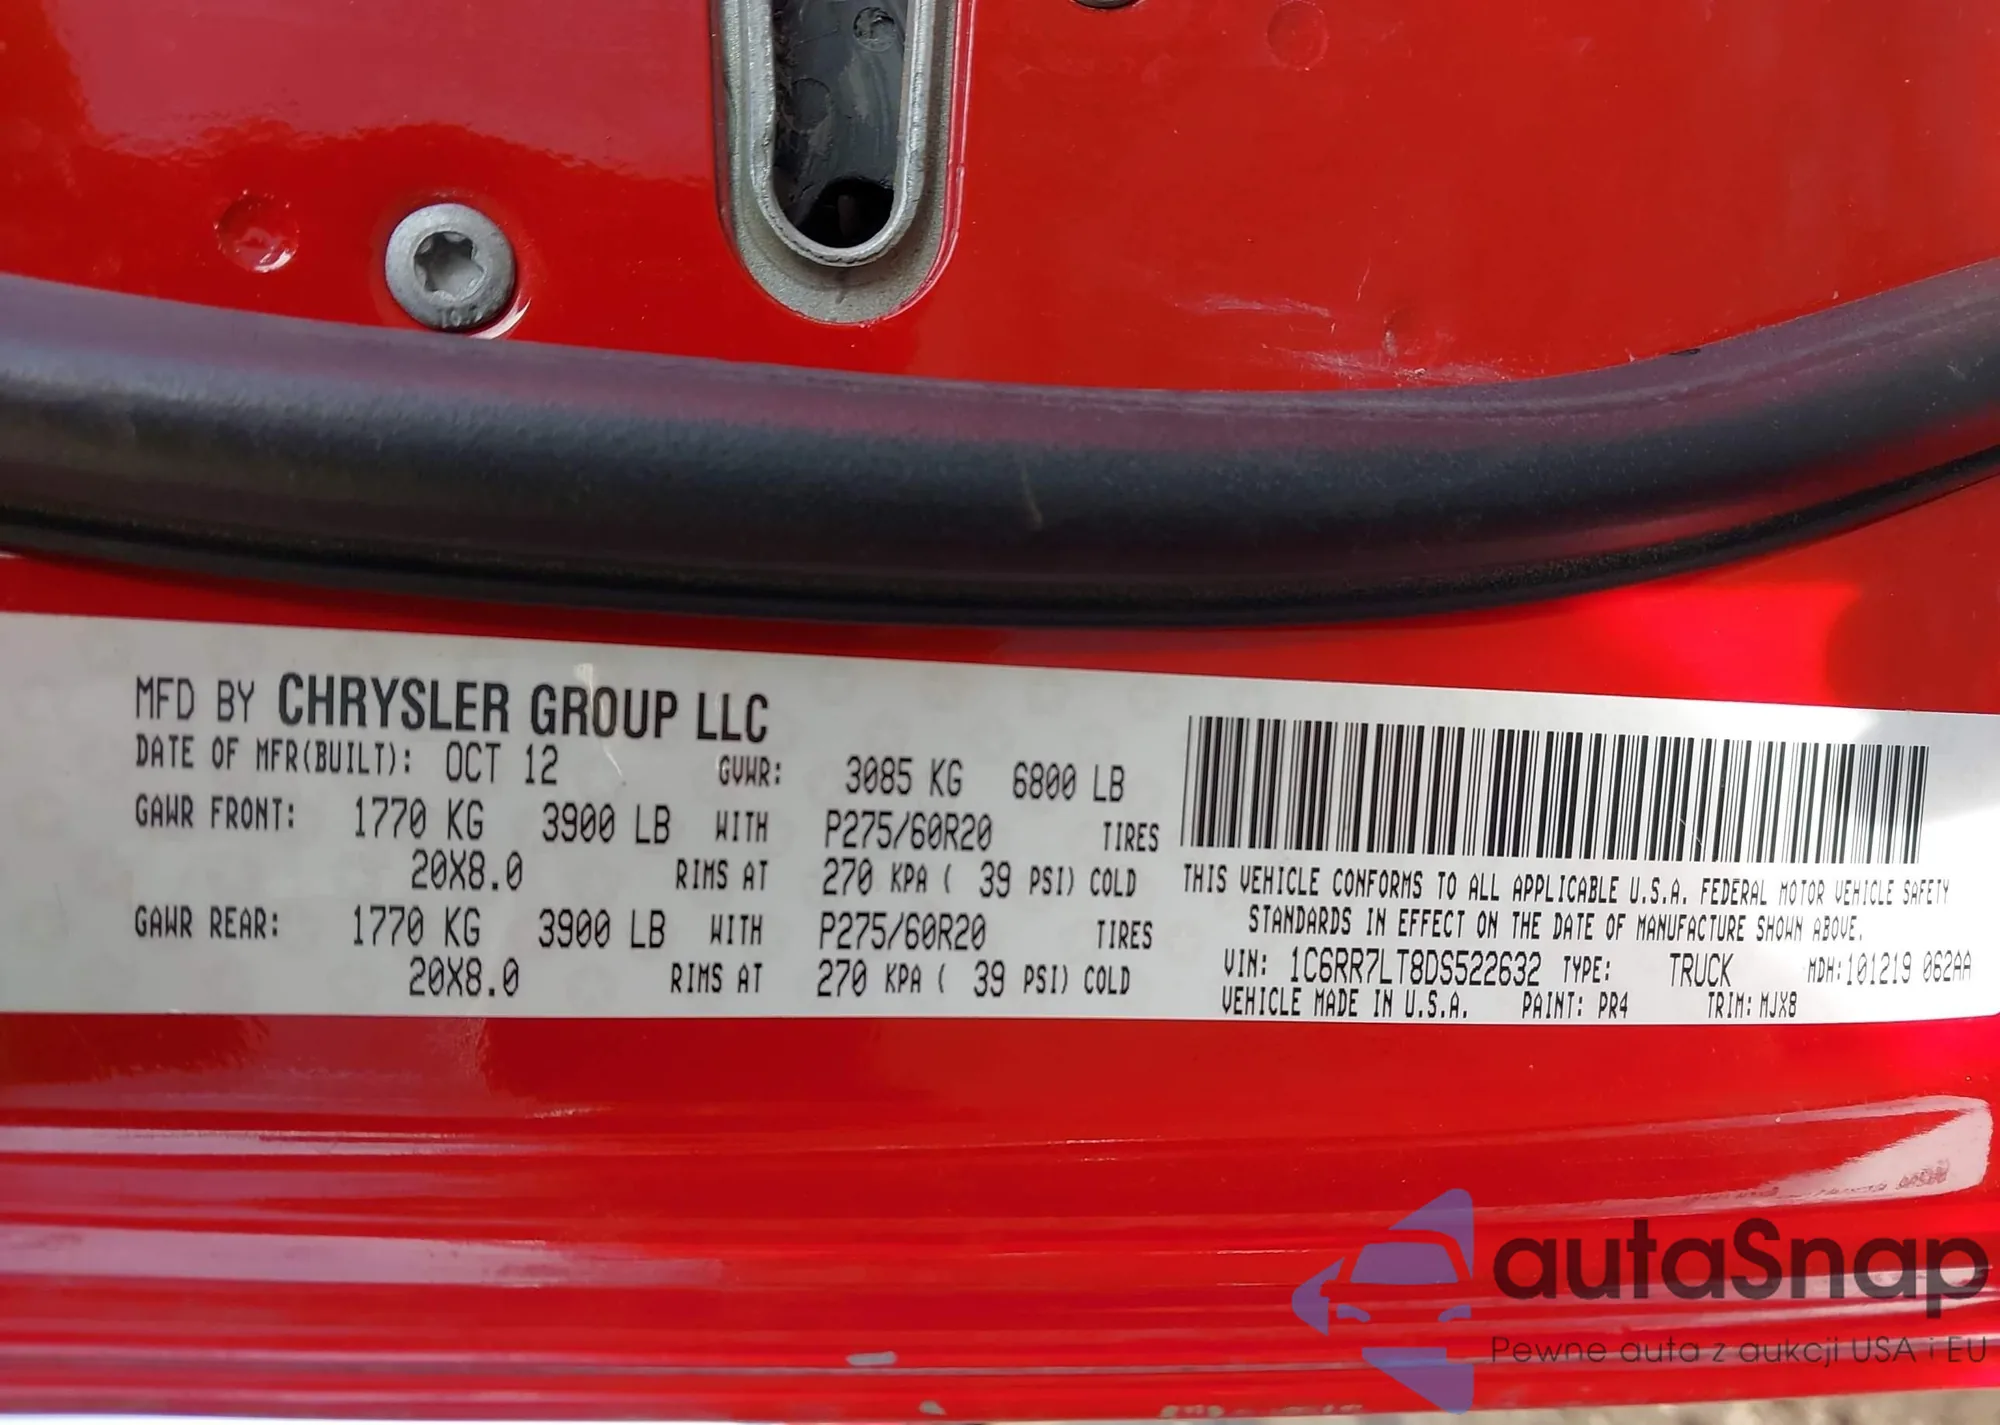 MFD BY CHRYSLER GROUP LLC
DATE OF MFR(BUILT): OCT 12 GVWR: 3085 KG 6800 LB
GAWR FRONT: 1770 KG 3900 LB WITH P275/60R20 TIRES
20X8.0 RIMS AT 270 KPA ( 39 PSI) COLD
GAWR REAR: 1770 KG 3900 LB WITH P275/60R20 TIRES
20X8.0 RIMS AT 270 KPA ( 39 PSI) COLD
THIS VEHICLE CONFORMS TO ALL APPLICABLE U.S.A. FEDERAL MOTOR VEHICLE SAFETY
STANDARDS IN EFFECT ON THE DATE OF MANUFACTURE SHOWN ABOVE.
VIN: 1C6RR7LT8DS522632 TYPE: TRUCK MDH:101219 062AA
VEHICLE MADE IN U.S.A. PAINT: PR4 TRIM: MJX8
autaSnap
Pewne auta z aukcji USA i EU